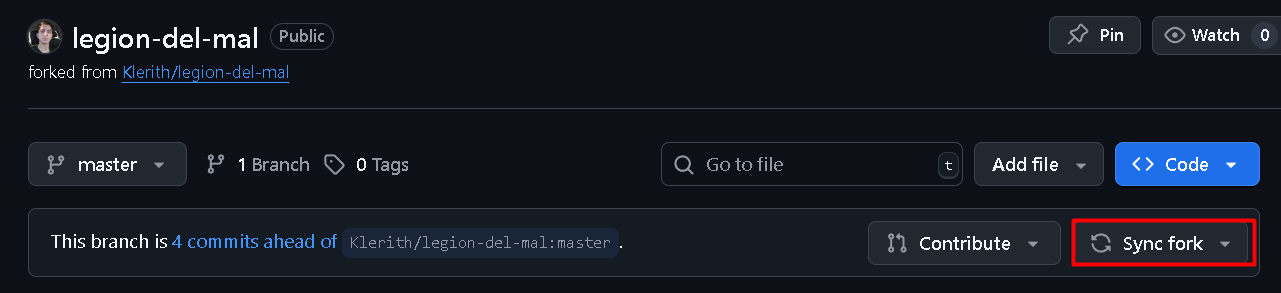 legion-del-mal Public Pin Watch 0
forked from Klerith/legion-del-mal
master 1 Branch 0 Tags Go to file t Add file Code
This branch is 4 commits ahead of Klerith/legion-del-mal:master . Contribute Sync fork